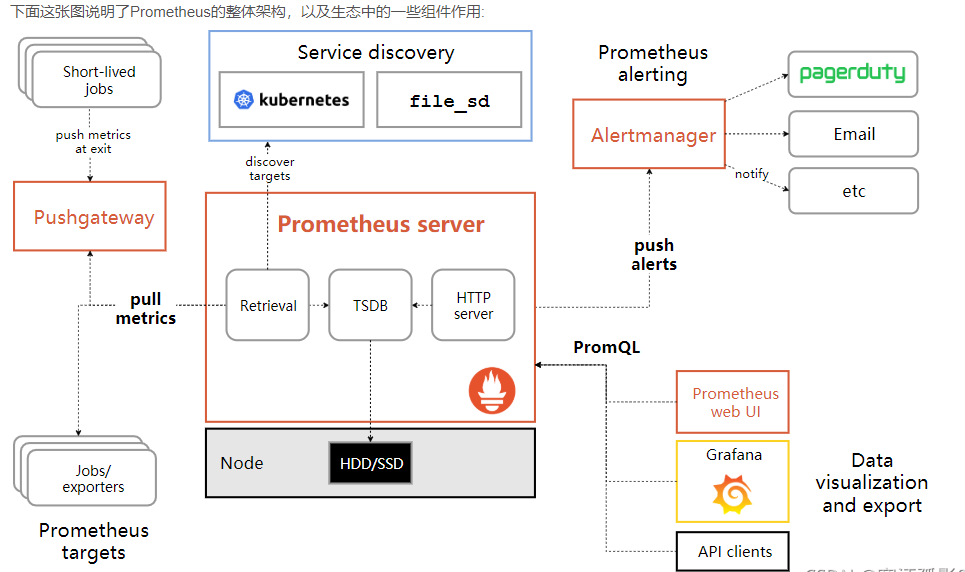 下面这张图说明了Prometheus的整体架构，以及生态中的一些组件作用:
Short-lived
jobs
push metrics
at exit
Pushgateway
pull
metrics
Jobs/
exporters
Prometheus
targets
Service discovery
kubernetes
file_sd
discover
targets
Prometheus server
Retrieval
TSDB
HTTP
server
Node
HDD/SSD
Prometheus
alerting
Alertmanager
pagerduty
Email
notify
etc
push
alerts
PromQL
Prometheus
web UI
Grafana
API clients
Data
visualization
and export